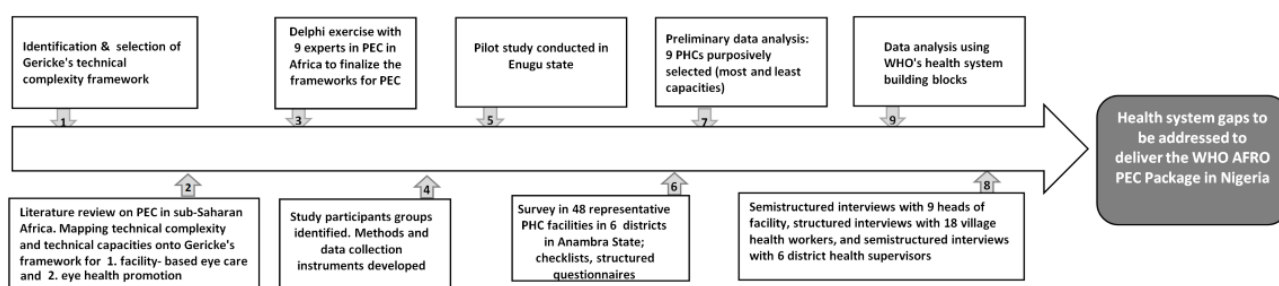 Identification & selection of
Gericke's technical
complexity framework
1
Delphi exercise with
9 experts in PEC in
Africa to finalize the
frameworks for PEC
3
Pilot study conducted in
Enugu state
5
Preliminary data analysis:
9 PHCs purposively
selected (most and least
capacities)
7
Data analysis using
WHO's health system
building blocks
9
Health system gaps to
be addressed to
deliver the WHO AFRO
PEC Package in Nigeria
2
Literature review on PEC in sub-Saharan
Africa. Mapping technical complexity
and technical capacities onto Gericke's
framework for 1. facility- based eye care
and 2. eye health promotion
4
Study participants groups
identified. Methods and
data collection
instruments developed
6
Survey in 48 representative
PHC facilities in 6 districts
in Anambra State;
checklists, structured
questionnaires
8
Semistructured interviews with 9 heads of
facility, structured interviews with 18 village
health workers, and semistructured interviews
with 6 district health supervisors